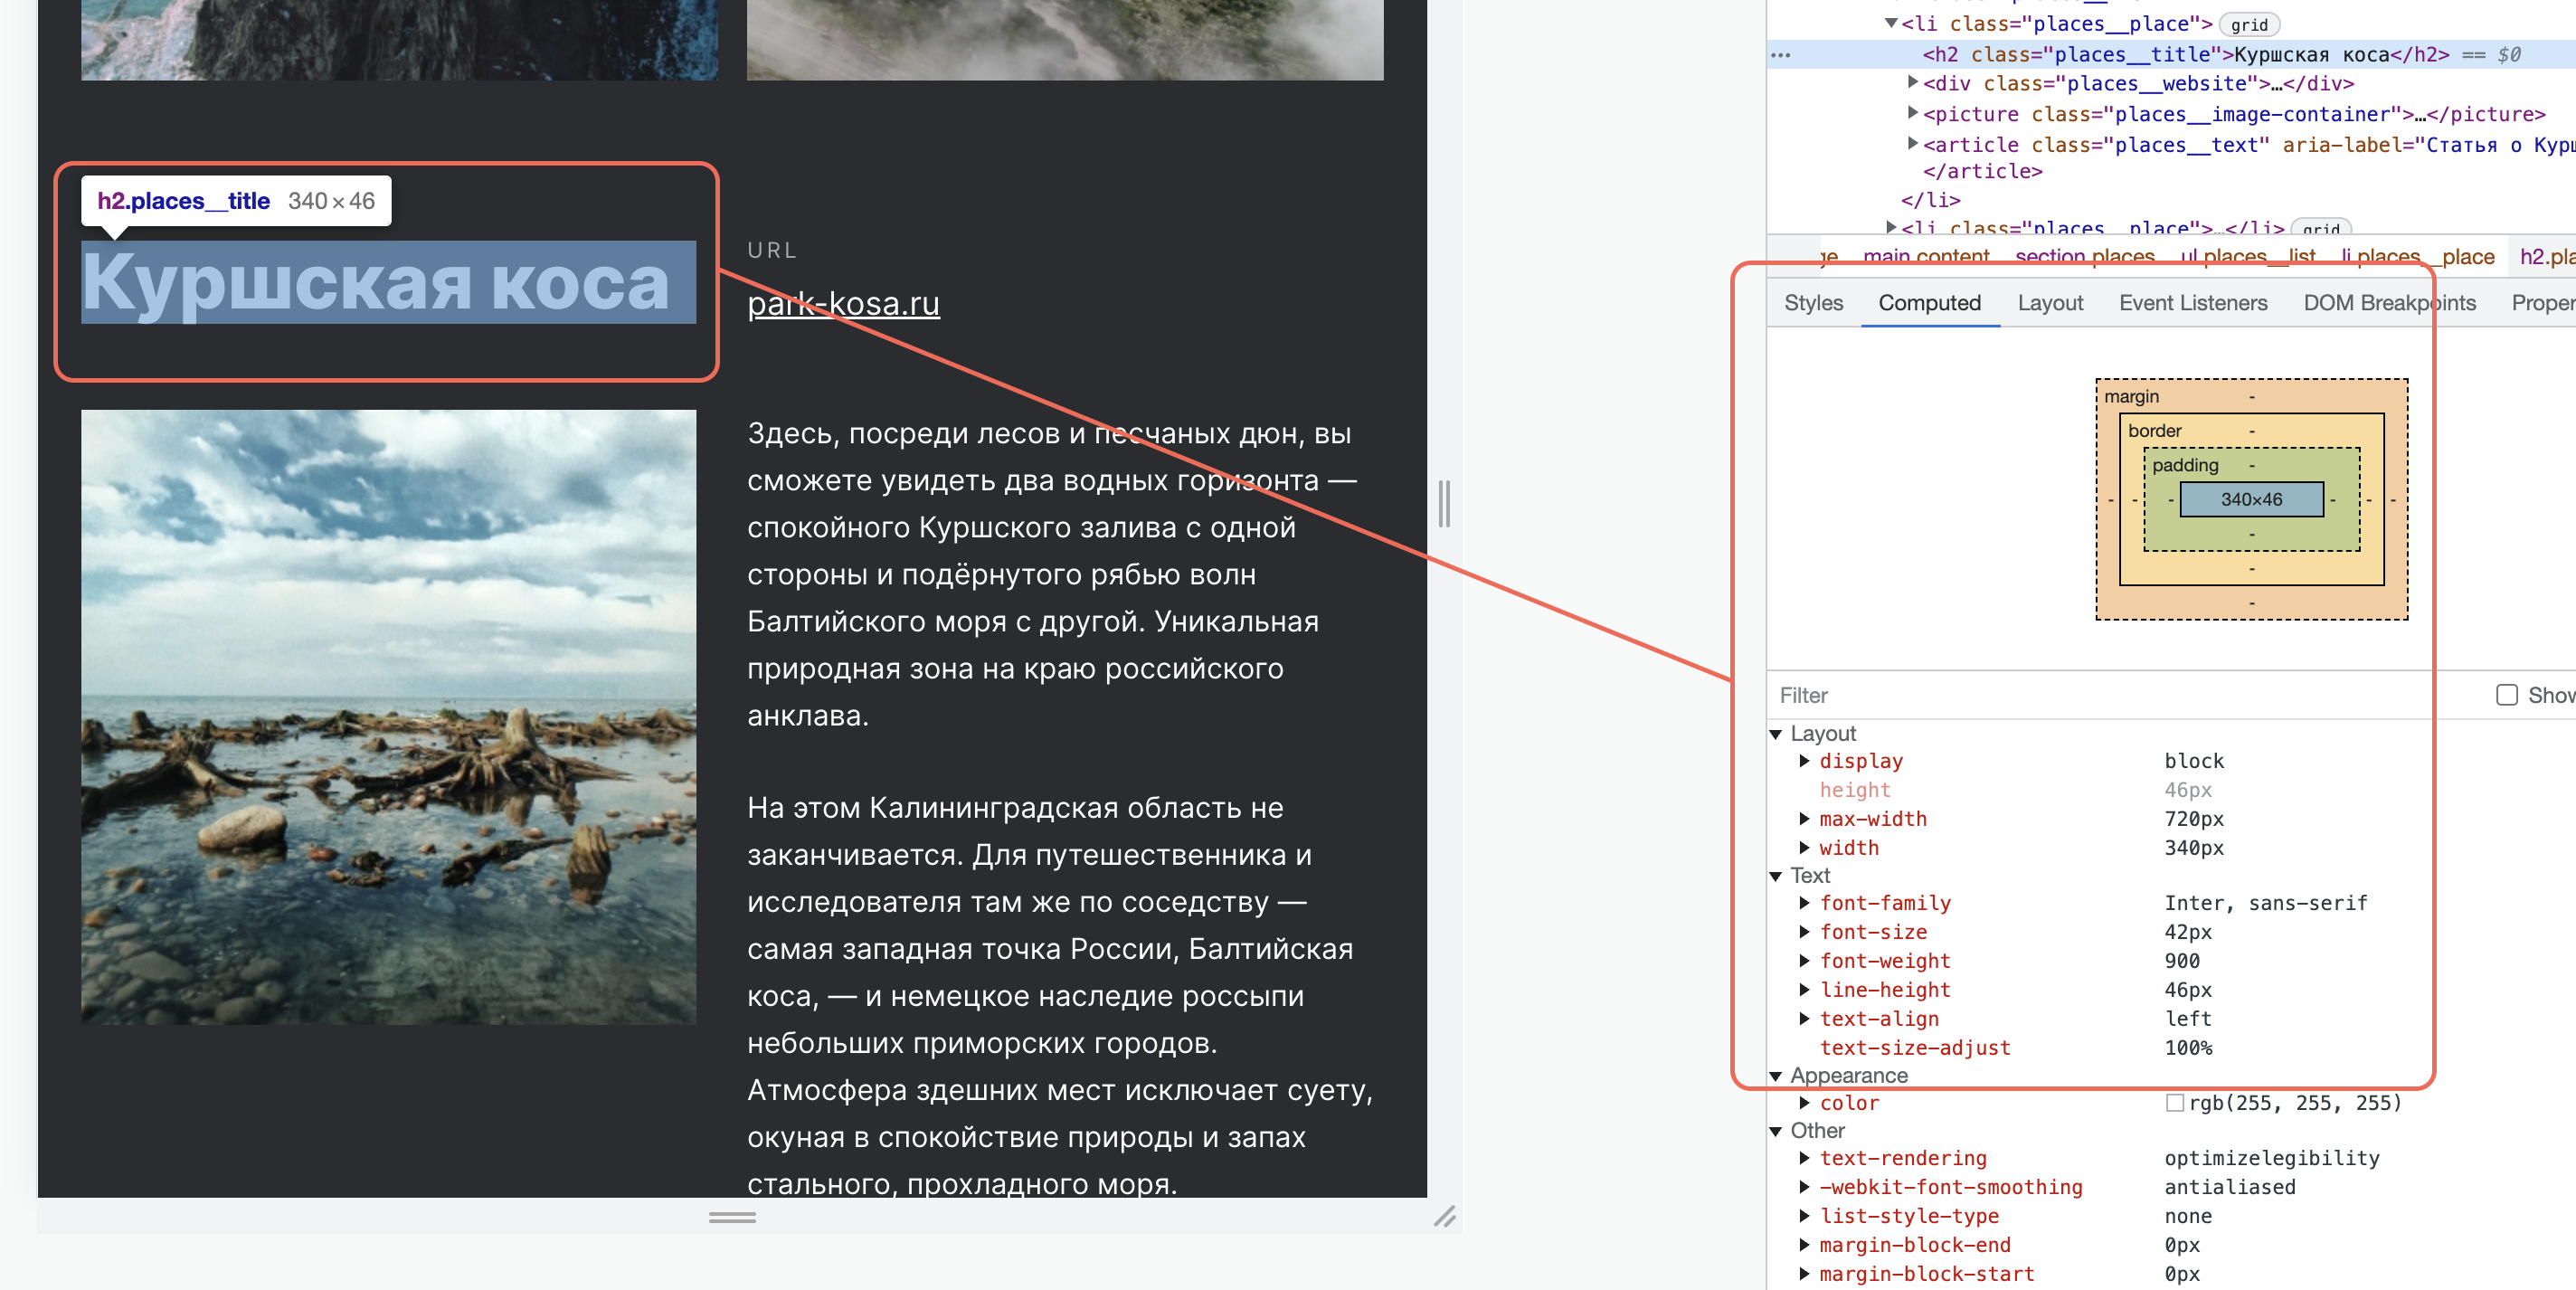 h2.places__title 340×46
Куршская коса
URL
park-kosa.ru
Здесь, посреди лесов и песчаных дюн, вы
сможете увидеть два водных горизонта —
спокойного Куршского залива с одной
стороны и подёрнутого рябью волн
Балтийского моря с другой. Уникальная
природная зона на краю российского
анклава.
На этом Калининградская область не
заканчивается. Для путешественника и
исследователя там же по соседству —
самая западная точка России, Балтийская
коса, — и немецкое наследие россыпи
небольших приморских городов.
Атмосфера здешних мест исключает суету,
окуная в спокойствие природы и запах
стального, прохладного моря.
<li class="places__place"> grid
<h2 class="places__title">Куршская коса</h2> == $0
<div class="places__website">…</div>
<picture class="places__image-container">…</picture>
<article class="places__text" aria-label="Статья о Кур
</article>
</li>
<li class="places__place">…</li> grid
ge main.content section.places ul.places__list li.places__place h2.pla
Styles Computed Layout Event Listeners DOM Breakpoints Proper
margin -
border -
padding -
- - - 340×46 - - -
-
-
-
Filter Show
Layout
display block
height 46px
max-width 720px
width 340px
Text
font-family Inter, sans-serif
font-size 42px
font-weight 900
line-height 46px
text-align left
text-size-adjust 100%
Appearance
color rgb(255, 255, 255)
Other
text-rendering optimizelegibility
-webkit-font-smoothing antialiased
list-style-type none
margin-block-end 0px
margin-block-start 0px